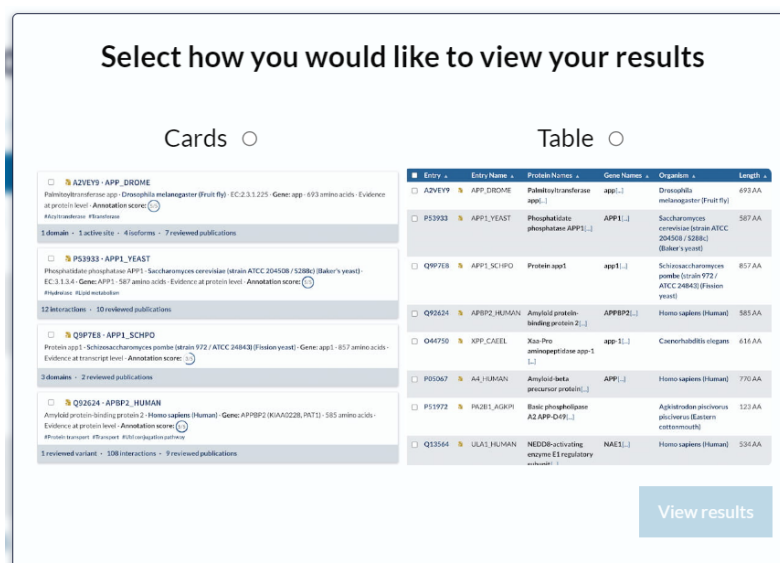 Select how you would like to view your results
Cards
A2VEY9 · APP_DROME
Palmitoyltransferase app · Drosophila melanogaster (Fruit fly) · EC:2.3.1.225 · Gene: app · 693 amino acids · Evidence
at protein level · Annotation score: 5/5
#Acyltransferase #Transferase
1 domain · 1 active site · 4 isoforms · 7 reviewed publications
P53933 · APP1_YEAST
Phosphatidate phosphatase APP1 · Saccharomyces cerevisiae (strain ATCC 204508 / S288c) (Baker's yeast) ·
EC:3.1.3.4 · Gene: APP1 · 587 amino acids · Evidence at protein level · Annotation score: 5/5
#Hydrolase #Lipid metabolism
12 interactions · 10 reviewed publications
Q9P7E8 · APP1_SCHPO
Protein app1 · Schizosaccharomyces pombe (strain 972 / ATCC 24843) (Fission yeast) · Gene: app1 · 857 amino acids ·
Evidence at transcript level · Annotation score:
3 domains · 2 reviewed publications
Q92624 · APBP2_HUMAN
Amyloid protein-binding protein 2 · Homo sapiens (Human) · Gene: APPBP2 (KIAA0228, PAT1) · 585 amino acids ·
Evidence at protein level · Annotation score: 5/5
#Protein transport #Transport #Ubl conjugation pathway
1 reviewed variant · 108 interactions · 9 reviewed publications
Table
Entry Entry Name Protein Names Gene Names Organism Length
A2VEY9 APP_DROME Palmitoyltransferase app[...] app[...] Drosophila melanogaster (Fruit fly) 693 AA
P53933 APP1_YEAST Phosphatidate phosphatase APP1[...] APP1[...] Saccharomyces cerevisiae (strain ATCC 204508 / S288c) (Baker's yeast) 587 AA
Q9P7E8 APP1_SCHPO Protein app1 app1[...] Schizosaccharomyces pombe (strain 972 / ATCC 24843) (Fission yeast) 857 AA
Q92624 APBP2_HUMAN Amyloid protein-binding protein 2[...] APPBP2[...] Homo sapiens (Human) 585 AA
O44750 XPP_CAEEL Xaa-Pro aminopeptidase app-1 [...] app-1[...] Caenorhabditis elegans 616 AA
P05067 A4_HUMAN Amyloid-beta precursor protein[...] APP[...] Homo sapiens (Human) 770 AA
P51972 PA2B1_AGKPI Basic phospholipase A2 APP-D49[...] Agkistrodon piscivorus piscivorus (Eastern cottonmouth) 123 AA
Q13564 ULA1_HUMAN NEDD8-activating enzyme E1 regulatory subunit[...] NAE1[...] Homo sapiens (Human) 534 AA
View results